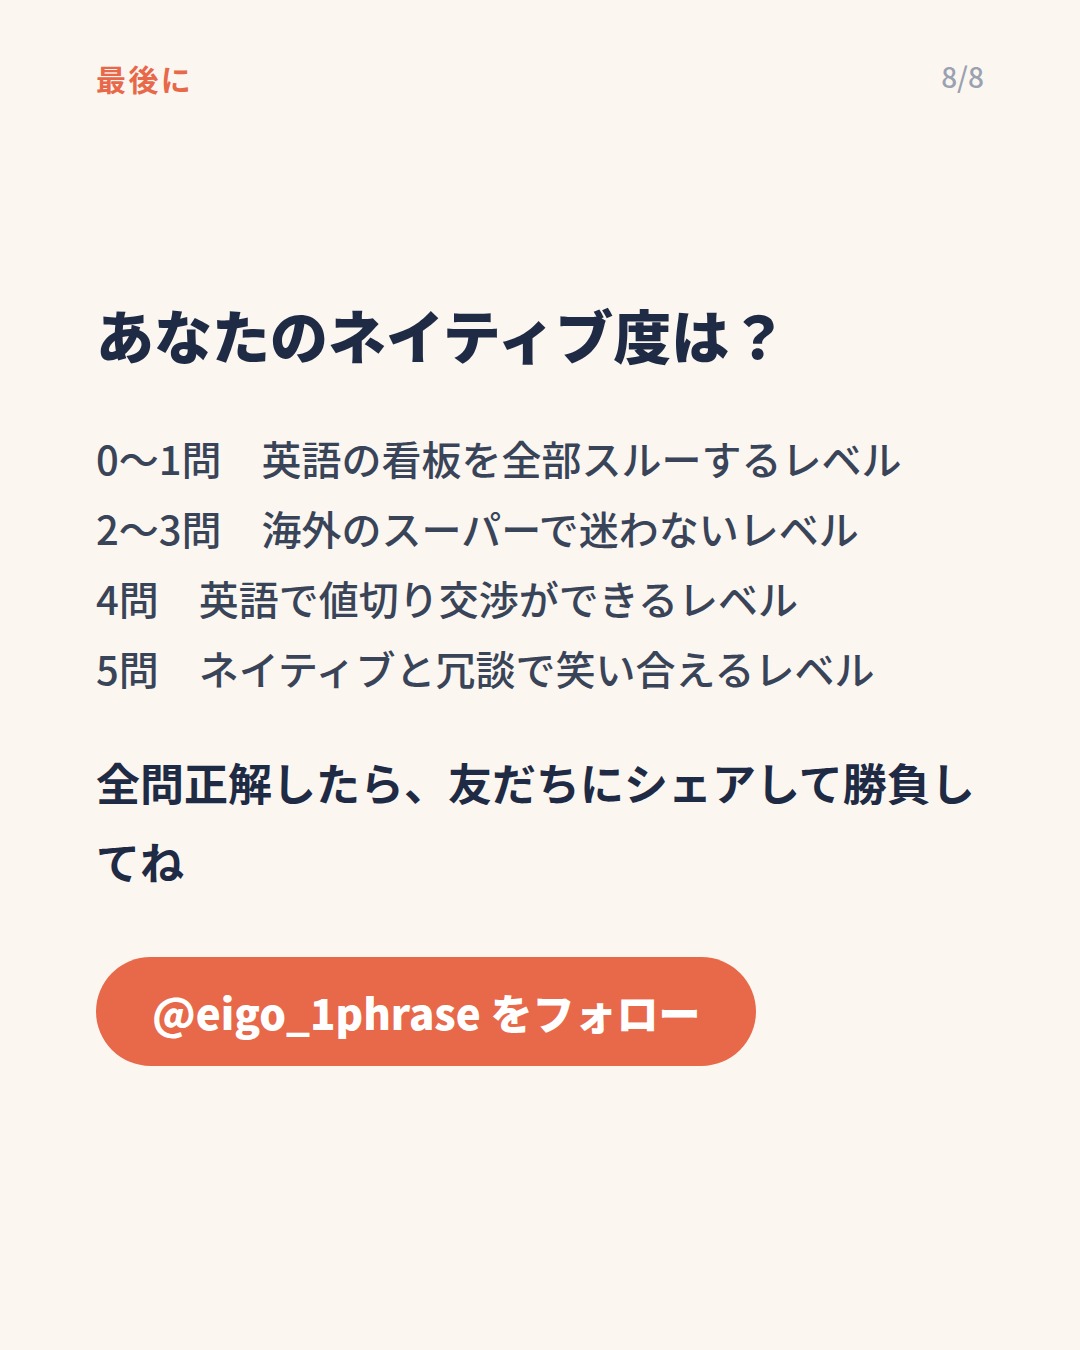 最後に
8/8
あなたのネイティブ度は？
0〜1問　英語の看板を全部スルーするレベル
2〜3問　海外のスーパーで迷わないレベル
4問　英語で値切り交渉ができるレベル
5問　ネイティブと冗談で笑い合えるレベル
全問正解したら、友だちにシェアして勝負し
てね
@eigo_1phrase をフォロー